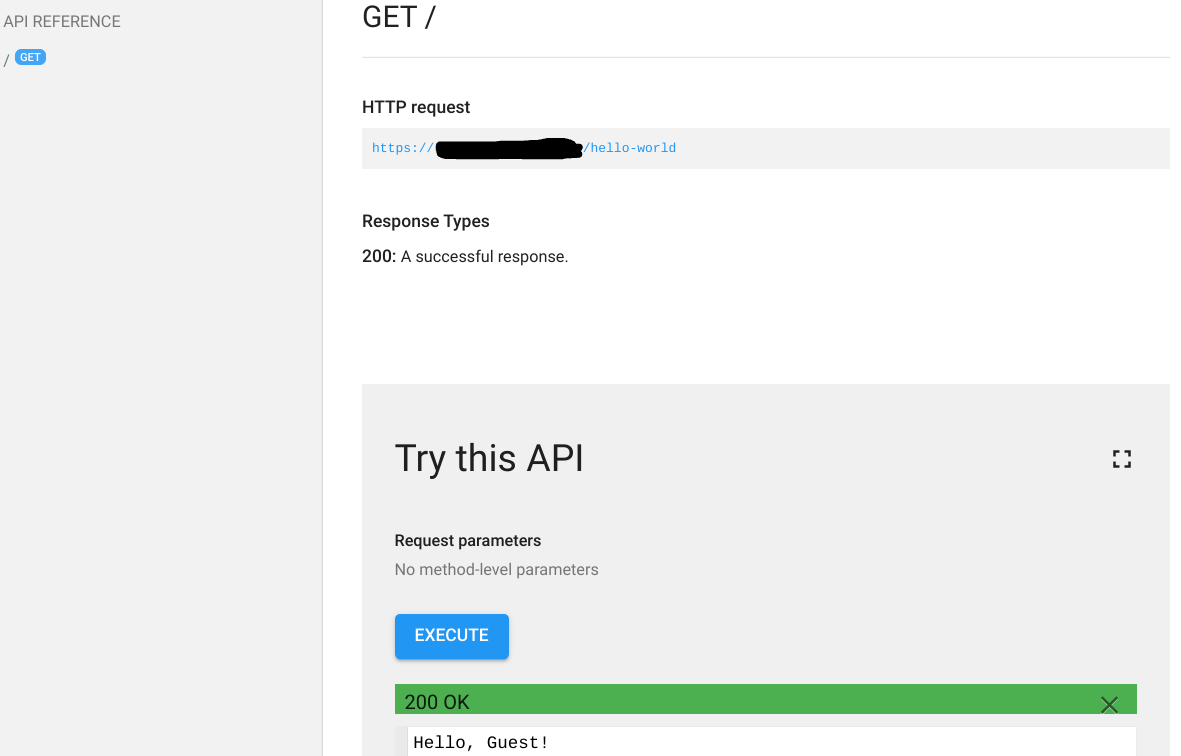 API REFERENCE
/ GET
GET /
HTTP request
https:// /hello-world
Response Types
200: A successful response.
Try this API
Request parameters
No method-level parameters
EXECUTE
200 OK
Hello, Guest!